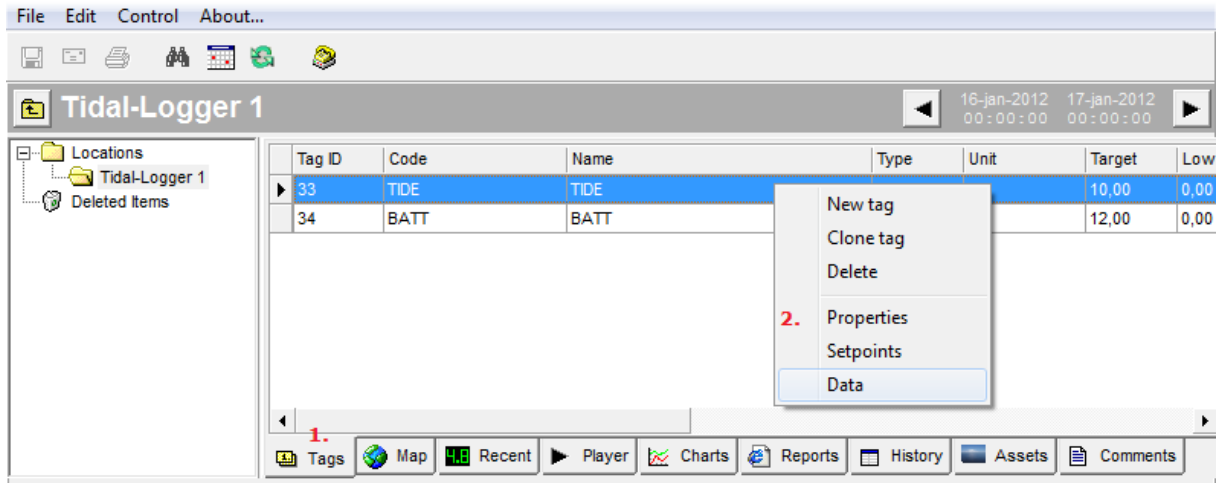 File Edit Control About...
Tidal-Logger 1
16-jan-2012 17-jan-2012
00:00:00 00:00:00
Locations
Tidal-Logger 1
Deleted Items
Tag ID Code Name Type Unit Target Low
33 TIDE TIDE 10,00 0,00
34 BATT BATT 12,00 0,00
New tag
Clone tag
Delete
2. Properties
Setpoints
Data
1.
Tags Map 4.8 Recent Player Charts Reports History Assets Comments